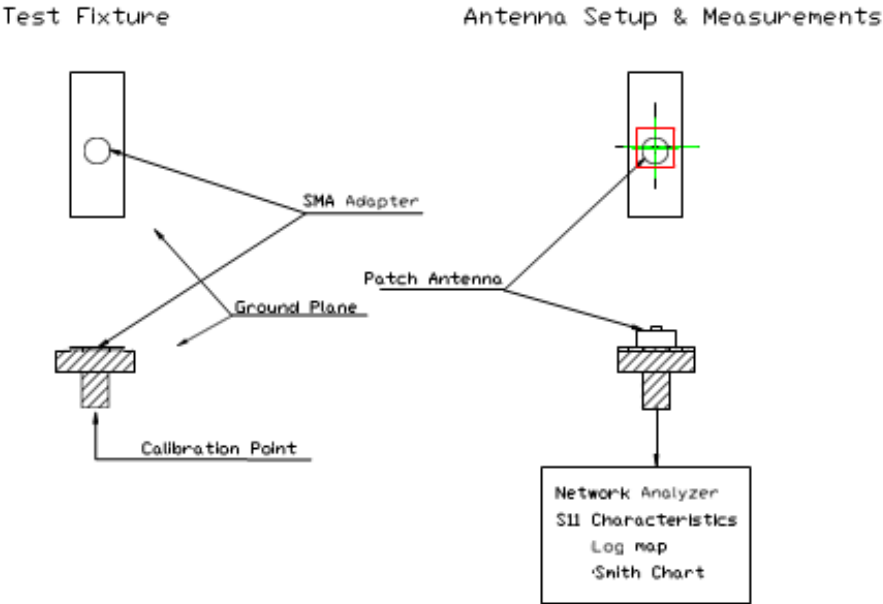 Test Fixture
Antenna Setup & Measurements
SMA Adapter
Patch Antenna
Ground Plane
Calibration Point
Network Analyzer
S11 Characteristics
Log map
Smith Chart